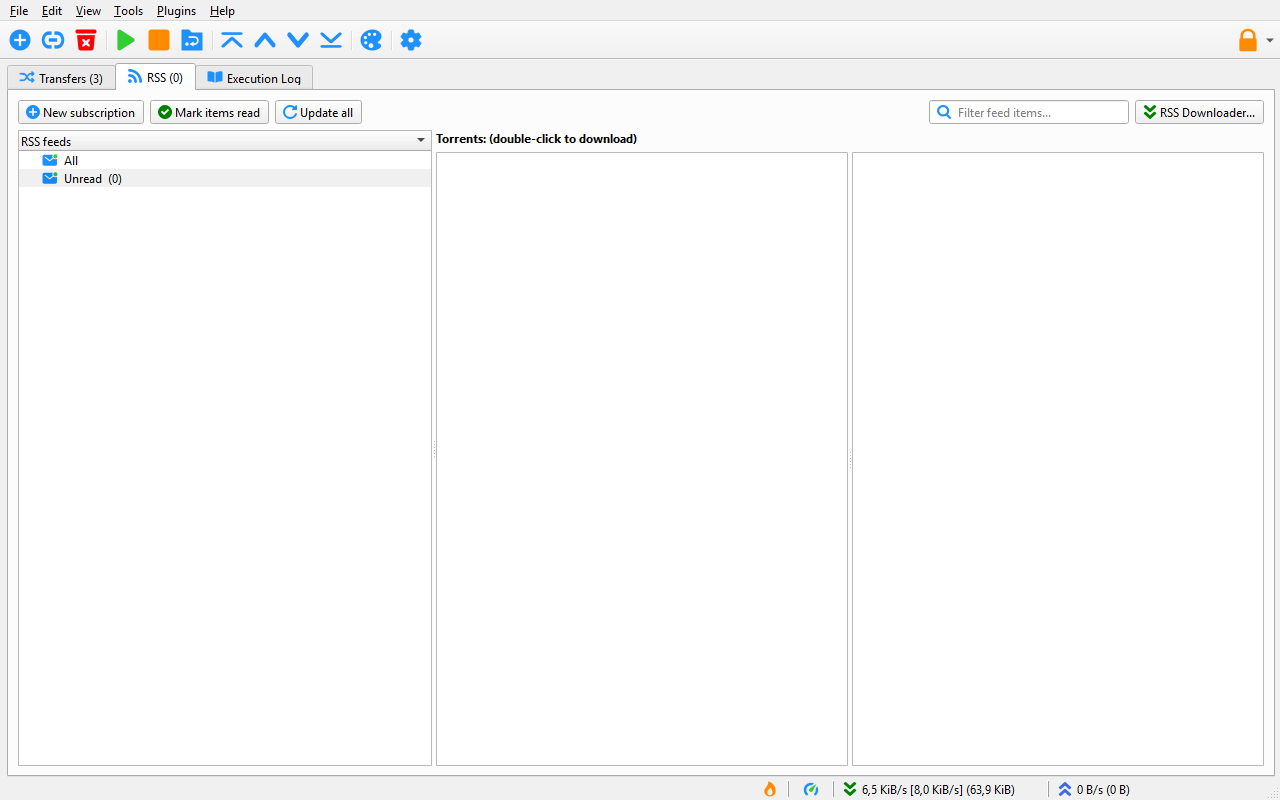 File Edit View Tools Plugins Help
Transfers (3) RSS (0) Execution Log
New subscription Mark items read Update all Filter feed items... RSS Downloader...
RSS feeds
Torrents: (double-click to download)
All
Unread (0)
6,5 KiB/s [8,0 KiB/s] (63,9 KiB) 0 B/s (0 B)